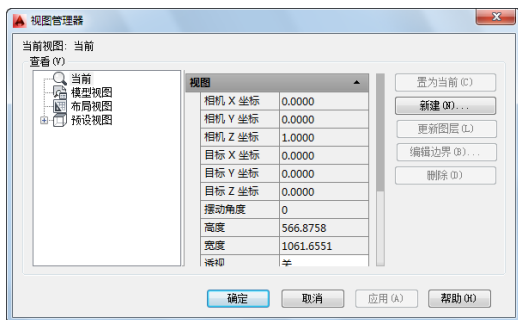 视图管理器
当前视图: 当前
查看(V)
当前
模型视图
布局视图
预设视图
视图
相机 X 坐标 0.0000
相机 Y 坐标 0.0000
相机 Z 坐标 1.0000
目标 X 坐标 0.0000
目标 Y 坐标 0.0000
目标 Z 坐标 0.0000
摆动角度 0
高度 566.8758
宽度 1061.6551
透视 关
置为当前(C)
新建(N)...
更新图层(L)
编辑边界(B)...
删除(D)
确定 取消 应用(A) 帮助(H)